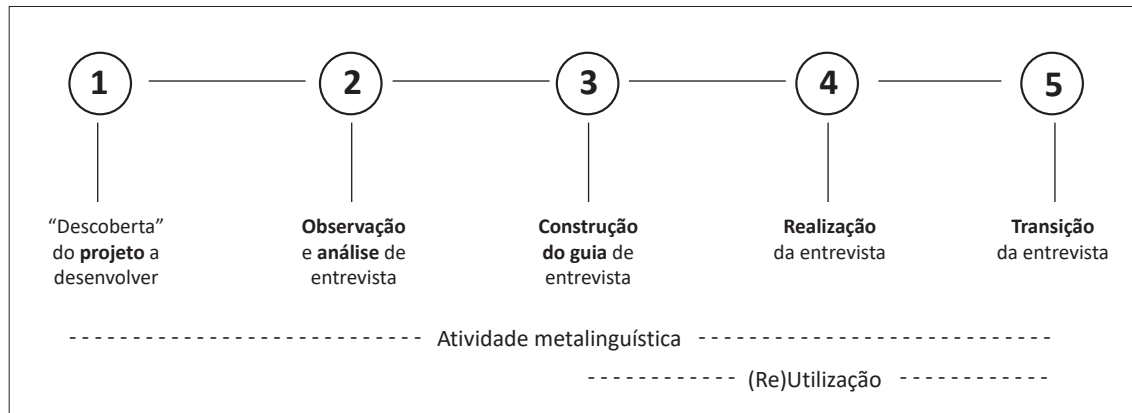 1
2
3
4
5
“Descoberta”
do projeto a
desenvolver
Observação
e análise de
entrevista
Construção
do guia de
entrevista
Realização
da entrevista
Transição
da entrevista
Atividade metalinguística
(Re)Utilização